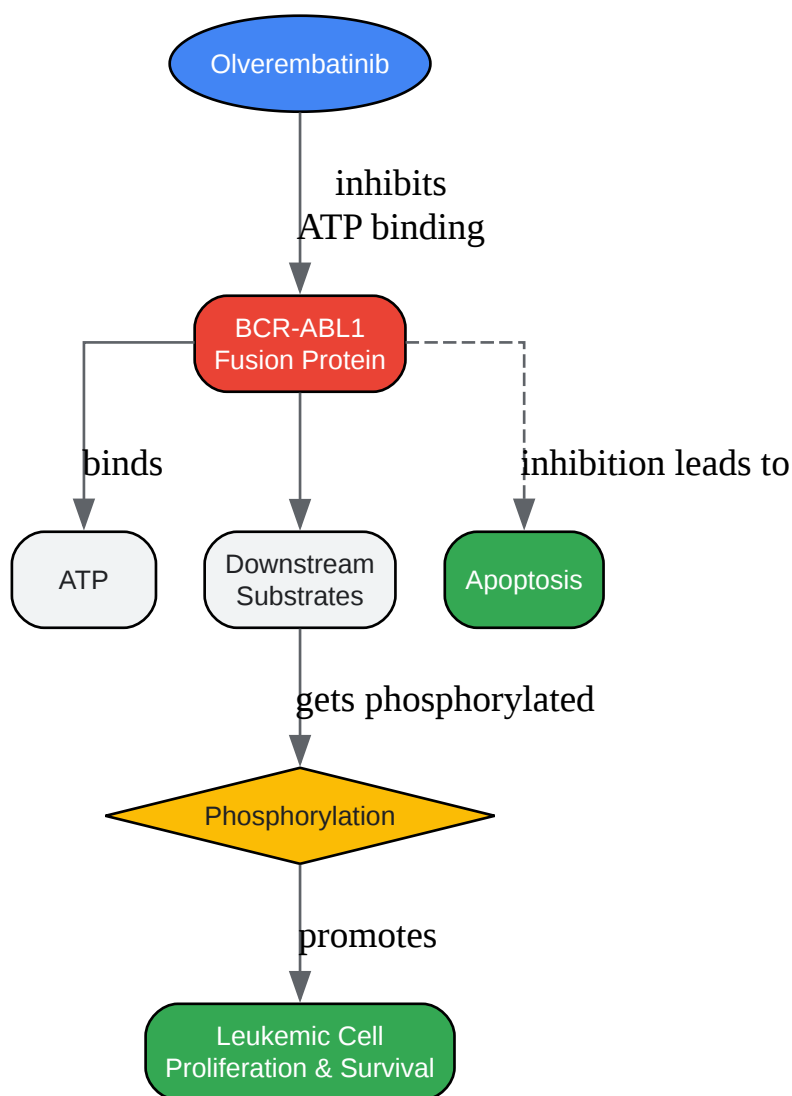 Olverembatinib
inhibits
ATP binding
BCR-ABL1
Fusion Protein
binds
inhibition leads to
ATP
Downstream
Substrates
Apoptosis
gets phosphorylated
Phosphorylation
promotes
Leukemic Cell
Proliferation & Survival